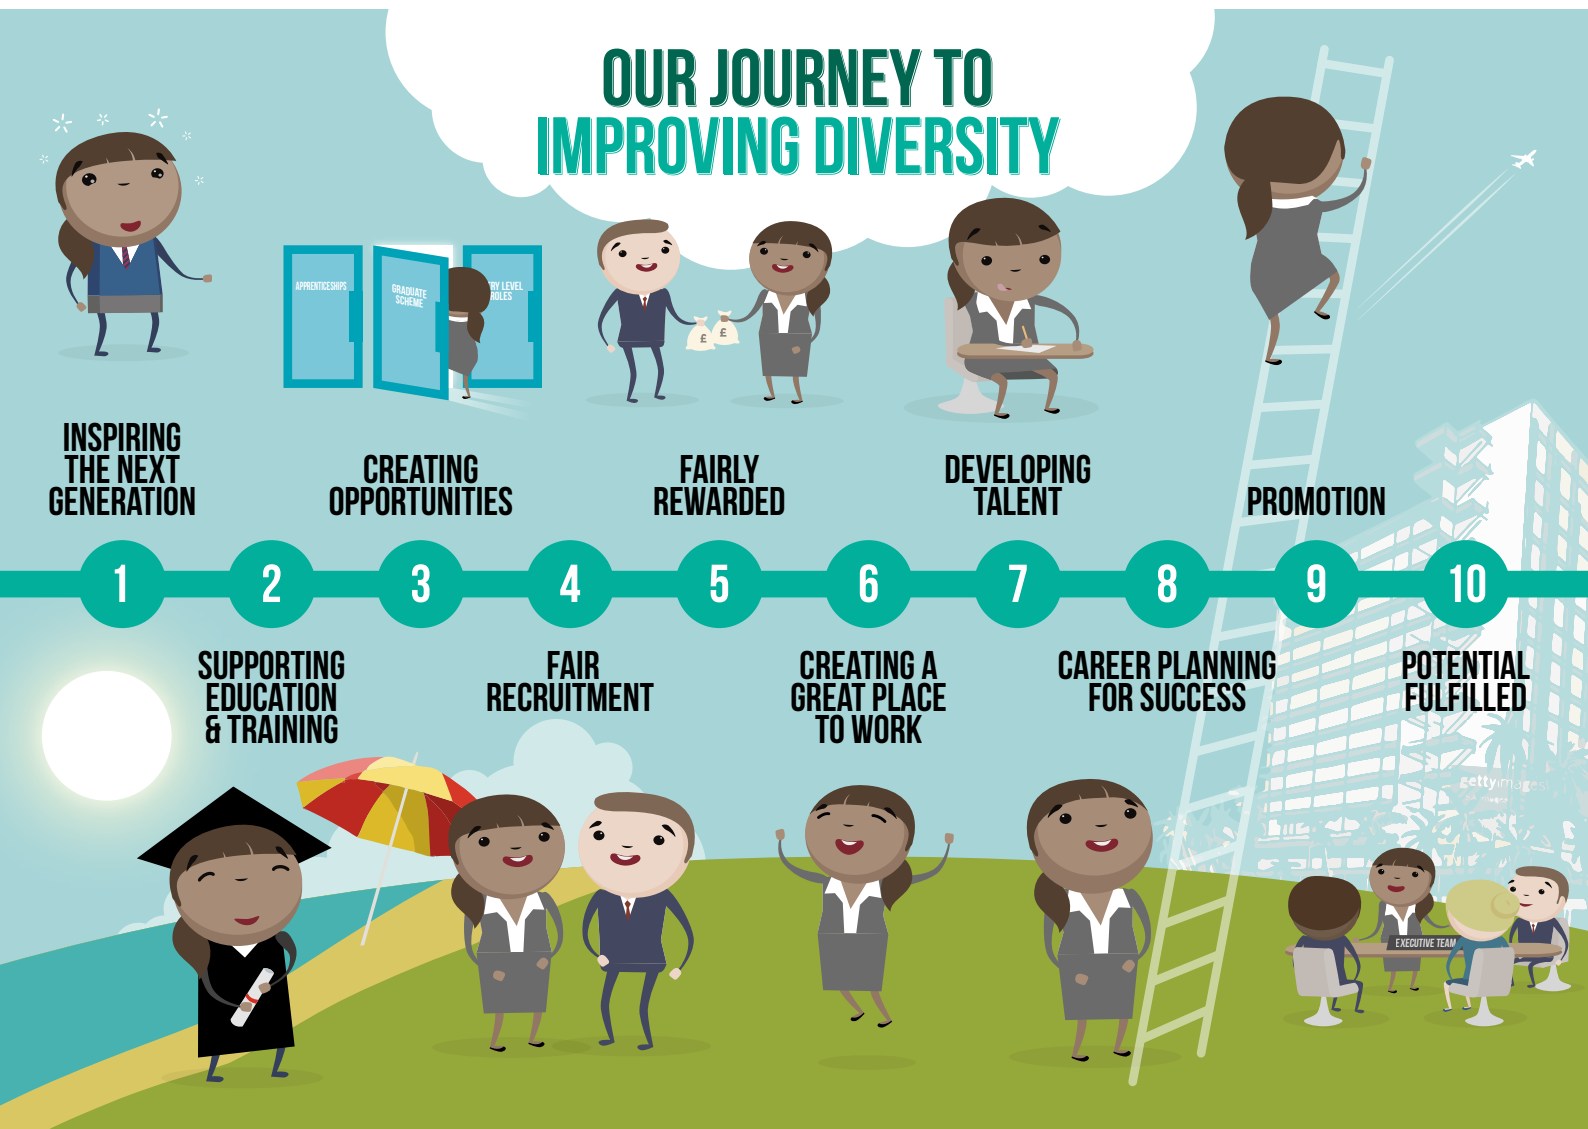 OUR JOURNEY TO
IMPROVING DIVERSITY
APPRENTICESHIPS
GRADUATE
SCHEME
LEVEL
ROLES
£
£
INSPIRING
THE NEXT
GENERATION
CREATING
OPPORTUNITIES
FAIRLY
REWARDED
DEVELOPING
TALENT
PROMOTION
1
2
3
4
5
6
7
8
9
10
SUPPORTING
EDUCATION
& TRAINING
FAIR
RECRUITMENT
CREATING A
GREAT PLACE
TO WORK
CAREER PLANNING
FOR SUCCESS
POTENTIAL
FULFILLED
gettyimages
EXECUTIVE TEAM